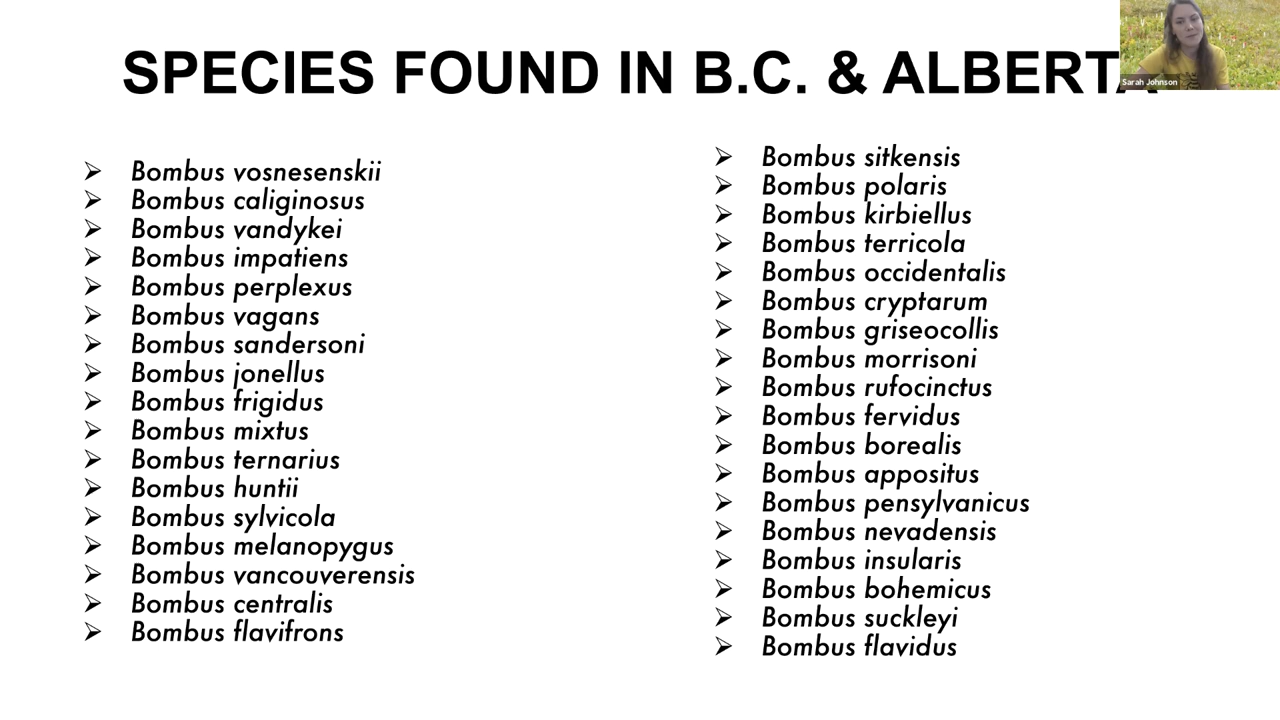 SPECIES FOUND IN B.C. & ALBERTA
Sarah Johnson
Bombus vosnesenskii
Bombus caliginosus
Bombus vandykei
Bombus impatiens
Bombus perplexus
Bombus vagans
Bombus sandersoni
Bombus jonellus
Bombus frigidus
Bombus mixtus
Bombus ternarius
Bombus huntii
Bombus sylvicola
Bombus melanopygus
Bombus vancouverensis
Bombus centralis
Bombus flavifrons
Bombus sitkensis
Bombus polaris
Bombus kirbiellus
Bombus terricola
Bombus occidentalis
Bombus cryptarum
Bombus griseocollis
Bombus morrisoni
Bombus rufocinctus
Bombus fervidus
Bombus borealis
Bombus appositus
Bombus pensylvanicus
Bombus nevadensis
Bombus insularis
Bombus bohemicus
Bombus suckleyi
Bombus flavidus